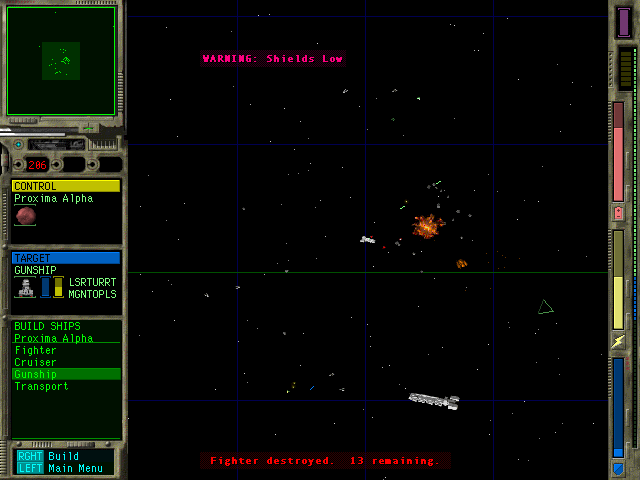 WARNING: Shields Low
206
CONTROL
Proxima Alpha
TARGET
GUNSHIP
LSRTURRT
MGNTOPLS
BUILD SHIPS
Proxima Alpha
Fighter
Cruiser
Gunship
Transport
RGHT Build
LEFT Main Menu
Fighter destroyed. 13 remaining.